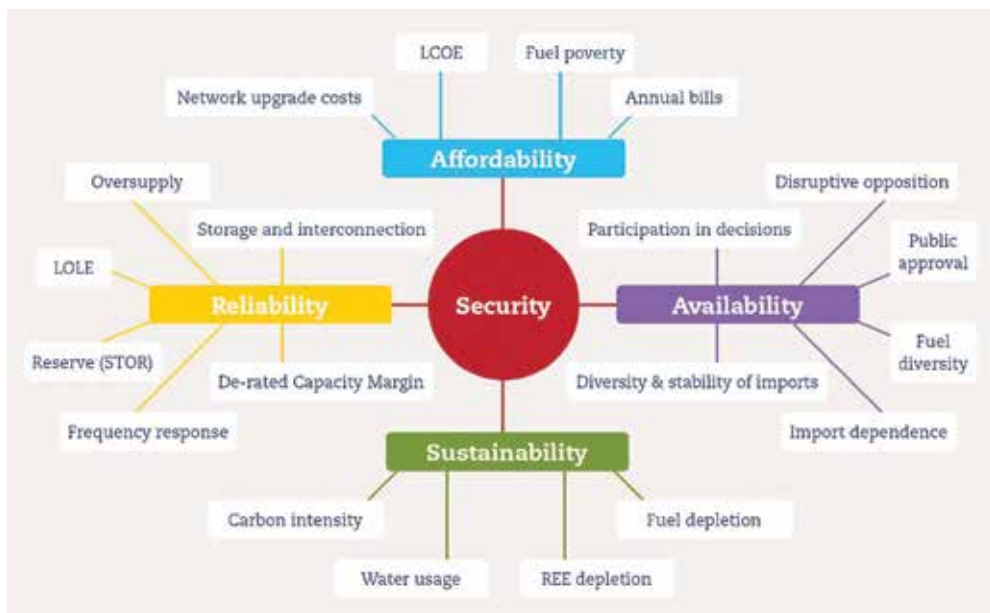 LCOE
Fuel poverty
Network upgrade costs
Annual bills
Affordability
Oversupply
Disruptive opposition
Storage and interconnection
Participation in decisions
Public
approval
LOLE
Reliability
Security
Availability
Reserve (STOR)
Fuel
diversity
De-rated Capacity Margin
Diversity & stability of imports
Frequency response
Import dependence
Sustainability
Carbon intensity
Fuel depletion
Water usage
REE depletion